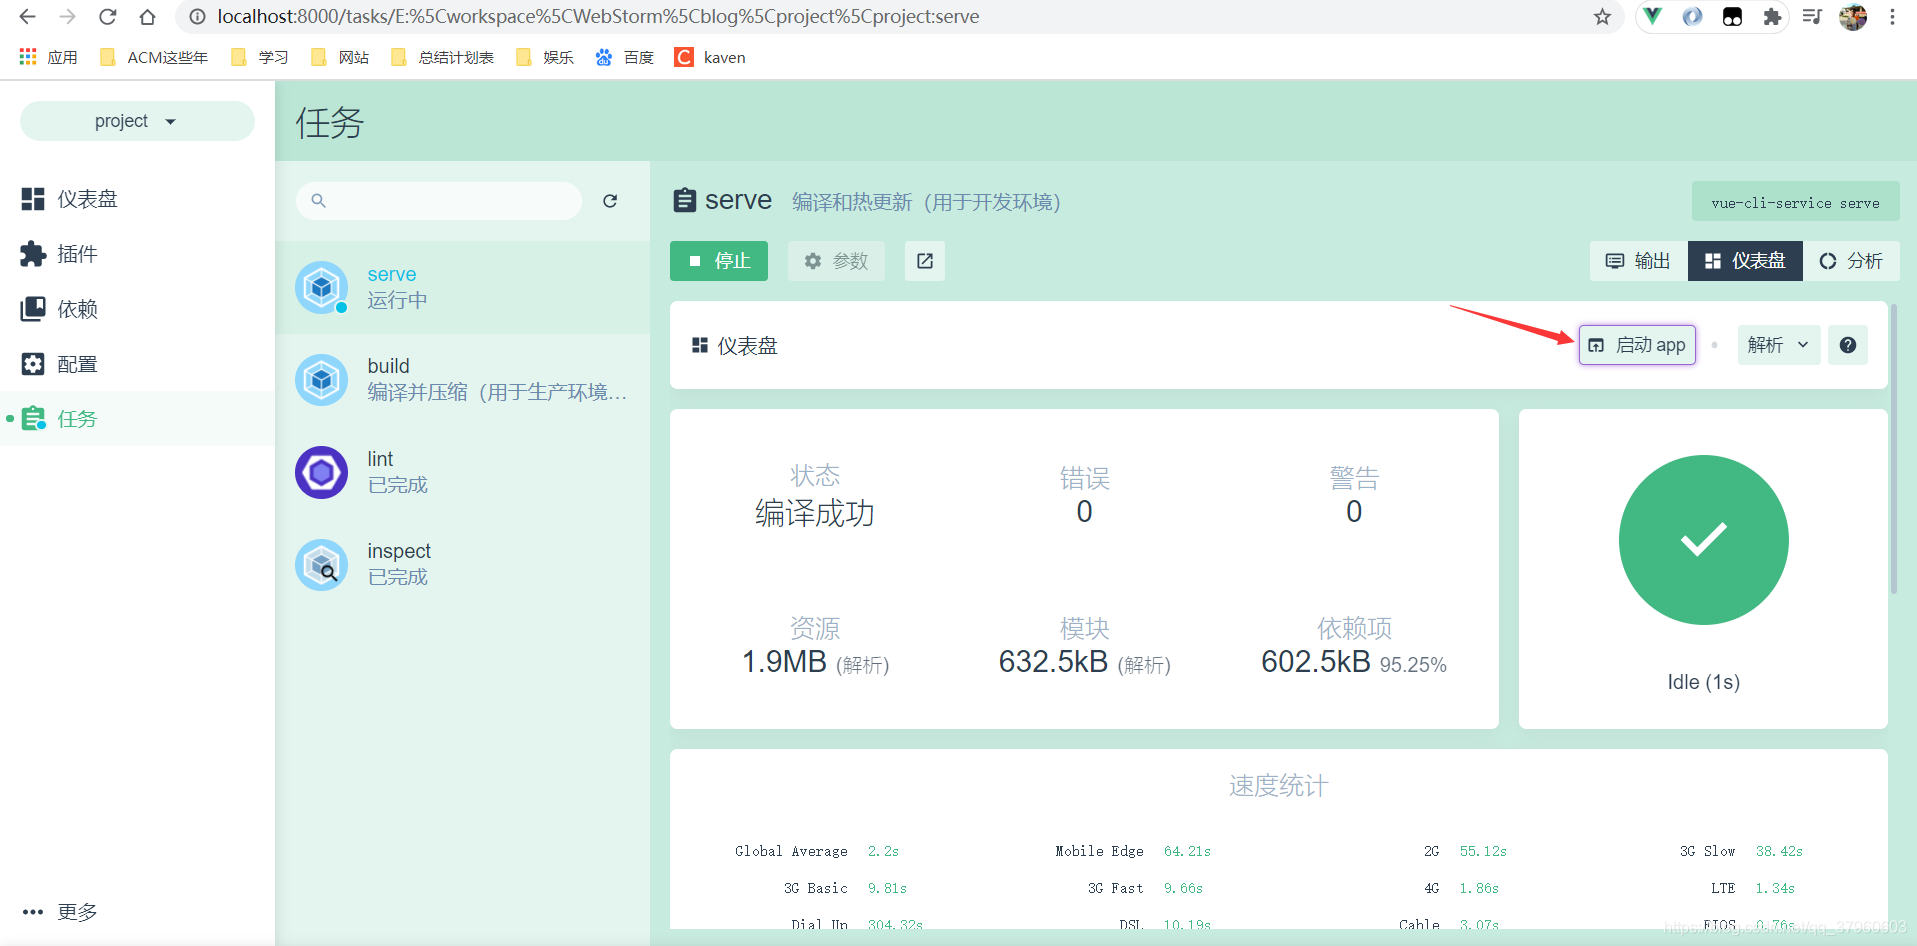 localhost:8000/tasks/E:%5Cworkspace%5CWebStorm%5Cblog%5Cproject%5Cproject:serve
应用 ACM这些年 学习 网站 总结计划表 娱乐 百度 kaven
project
仪表盘
插件
依赖
配置
任务
更多
任务
serve
运行中
build
编译并压缩（用于生产环境...
lint
已完成
inspect
已完成
serve 编译和热更新（用于开发环境）
vue-cli-service serve
停止 参数 输出 仪表盘 分析
仪表盘 启动 app 解析
状态 错误 警告
编译成功 0 0
资源 模块 依赖项
1.9MB (解析) 632.5kB (解析) 602.5kB 95.25%
Idle (1s)
速度统计
Global Average 2.2s Mobile Edge 64.21s 2G 55.12s 3G Slow 38.42s
3G Basic 9.81s 3G Fast 9.66s 4G 1.86s LTE 1.34s
Dial Up 304.32s DSL 10.19s Cable 3.07s FIOS 0.76s